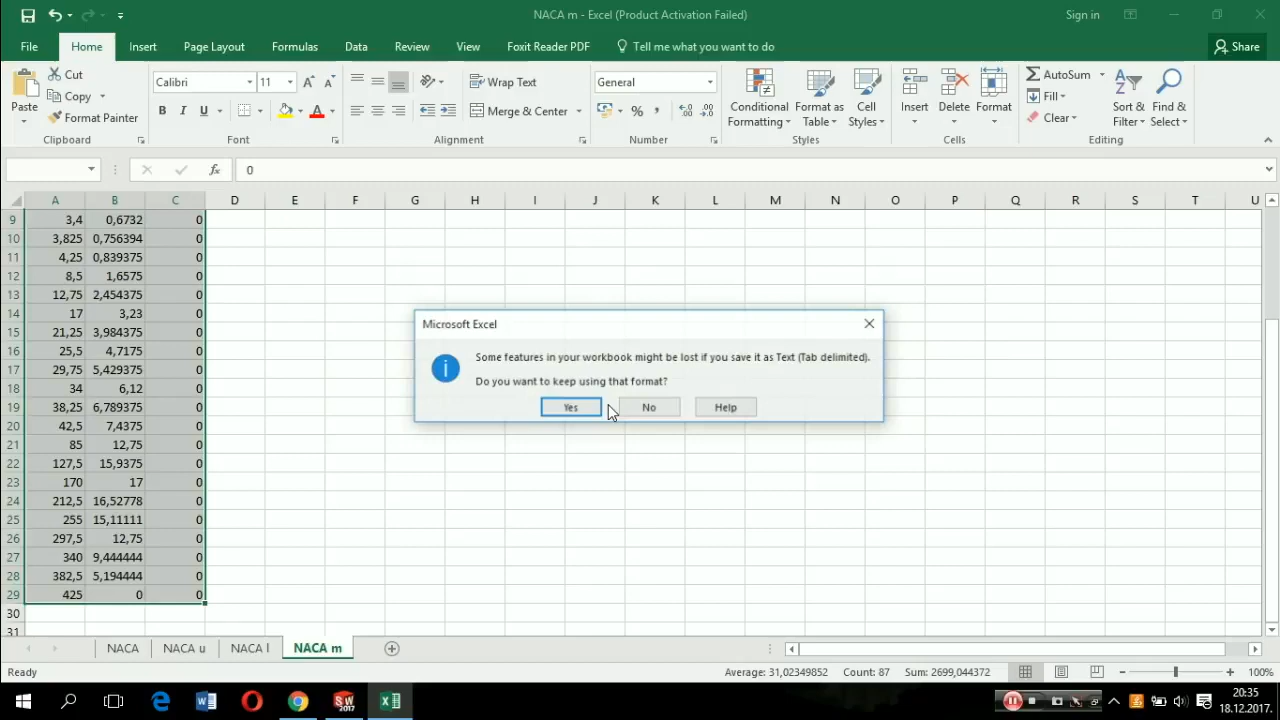 NACA m - Excel (Product Activation Failed)
Sign in
File Home Insert Page Layout Formulas Data Review View Foxit Reader PDF Tell me what you want to do Share
Paste
Cut
Copy
Format Painter
Clipboard
Calibri 11
B I U
Font
Wrap Text
Merge & Center
Alignment
General
% ,
Number
Conditional Formatting
Format as Table
Cell Styles
Styles
Insert Delete Format
Cells
AutoSum
Fill
Clear
Sort & Filter
Find & Select
Editing
fx 0
A B C D E F G H I J K L M N O P Q R S T U
9 3,4 0,6732 0
10 3,825 0,756394 0
11 4,25 0,839375 0
12 8,5 1,6575 0
13 12,75 2,454375 0
14 17 3,23 0
15 21,25 3,984375 0
16 25,5 4,7175 0
17 29,75 5,429375 0
18 34 6,12 0
19 38,25 6,789375 0
20 42,5 7,4375 0
21 85 12,75 0
22 127,5 15,9375 0
23 170 17 0
24 212,5 16,52778 0
25 255 15,11111 0
26 297,5 12,75 0
27 340 9,444444 0
28 382,5 5,194444 0
29 425 0 0
30
31
Microsoft Excel
Some features in your workbook might be lost if you save it as Text (Tab delimited).
Do you want to keep using that format?
Yes No Help
NACA NACA u NACA l NACA m
Ready Average: 31,02349852 Count: 87 Sum: 2699,044372 100%
SW
2017
20:35
18.12.2017.